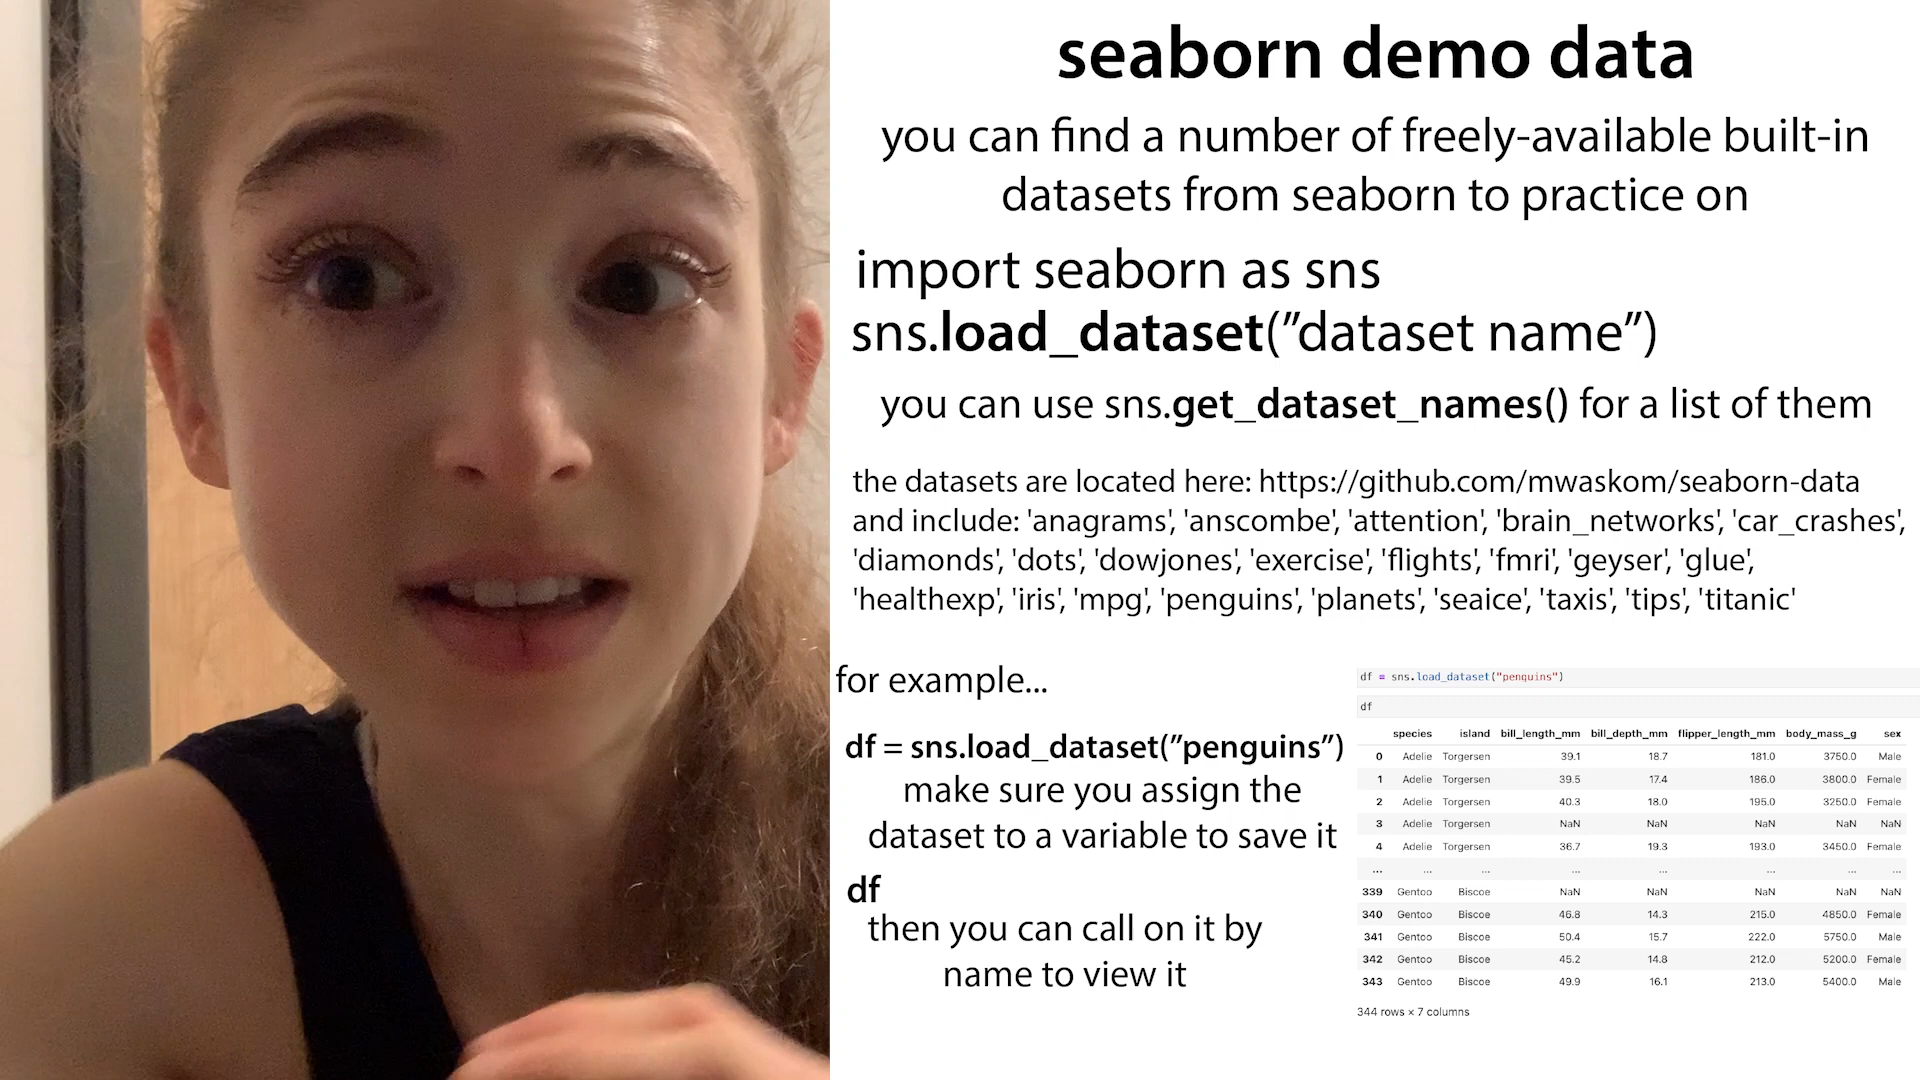 seaborn demo data
you can find a number of freely-available built-in
datasets from seaborn to practice on
import seaborn as sns
sns.load_dataset(”dataset name”)
you can use sns.get_dataset_names() for a list of them
the datasets are located here: https://github.com/mwaskom/seaborn-data
and include: 'anagrams', 'anscombe', 'attention', 'brain_networks', 'car_crashes',
'diamonds', 'dots', 'dowjones', 'exercise', 'flights', 'fmri', 'geyser', 'glue',
'healthexp', 'iris', 'mpg', 'penguins', 'planets', 'seaice', 'taxis', 'tips', 'titanic'
for example...
df = sns.load_dataset(”penguins”)
make sure you assign the
dataset to a variable to save it
df
then you can call on it by
name to view it
df = sns.load_dataset("penguins")
df
species island bill_length_mm bill_depth_mm flipper_length_mm body_mass_g sex
0 Adelie Torgersen 39.1 18.7 181.0 3750.0 Male
1 Adelie Torgersen 39.5 17.4 186.0 3800.0 Female
2 Adelie Torgersen 40.3 18.0 195.0 3250.0 Female
3 Adelie Torgersen NaN NaN NaN NaN NaN
4 Adelie Torgersen 36.7 19.3 193.0 3450.0 Female
... ... ... ... ... ... ... ...
339 Gentoo Biscoe NaN NaN NaN NaN NaN
340 Gentoo Biscoe 46.8 14.3 215.0 4850.0 Female
341 Gentoo Biscoe 50.4 15.7 222.0 5750.0 Male
342 Gentoo Biscoe 45.2 14.8 212.0 5200.0 Female
343 Gentoo Biscoe 49.9 16.1 213.0 5400.0 Male
344 rows × 7 columns